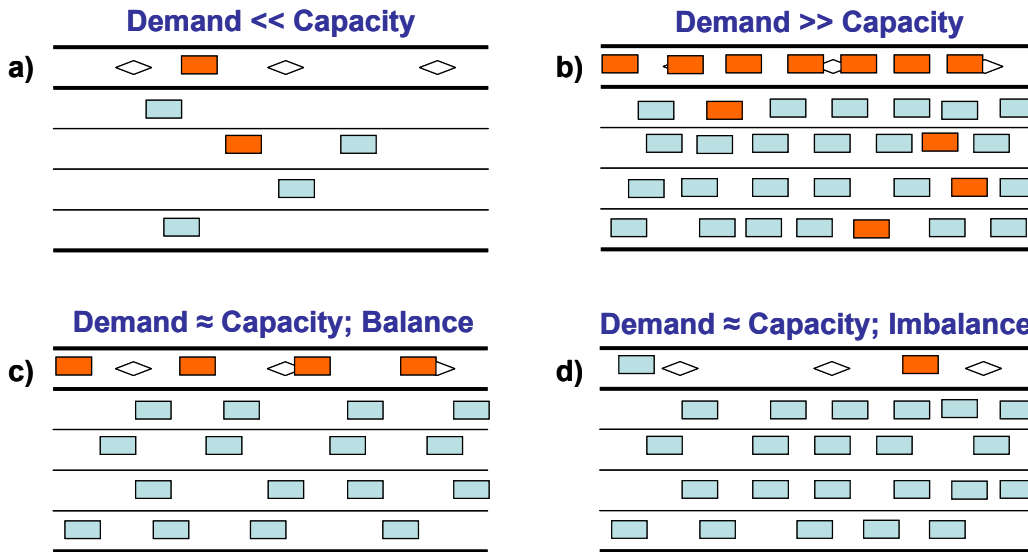 Demand << Capacity
a)
Demand >> Capacity
b)
Demand ≈ Capacity; Balance
c)
Demand ≈ Capacity; Imbalance
d)